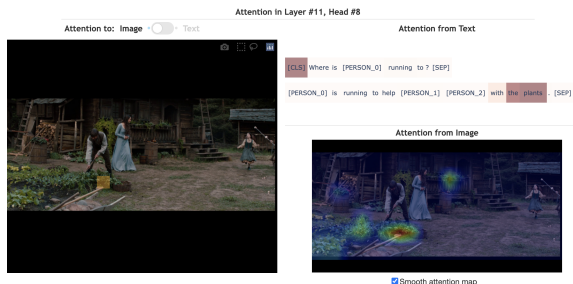 Attention in Layer #11, Head #8
Attention to: Image Text
Attention from Text
[CLS] Where is [PERSON_0] running to ? [SEP]
[PERSON_0] is running to help [PERSON_1] [PERSON_2] with the plants . [SEP]
Attention from Image
Smooth attention map